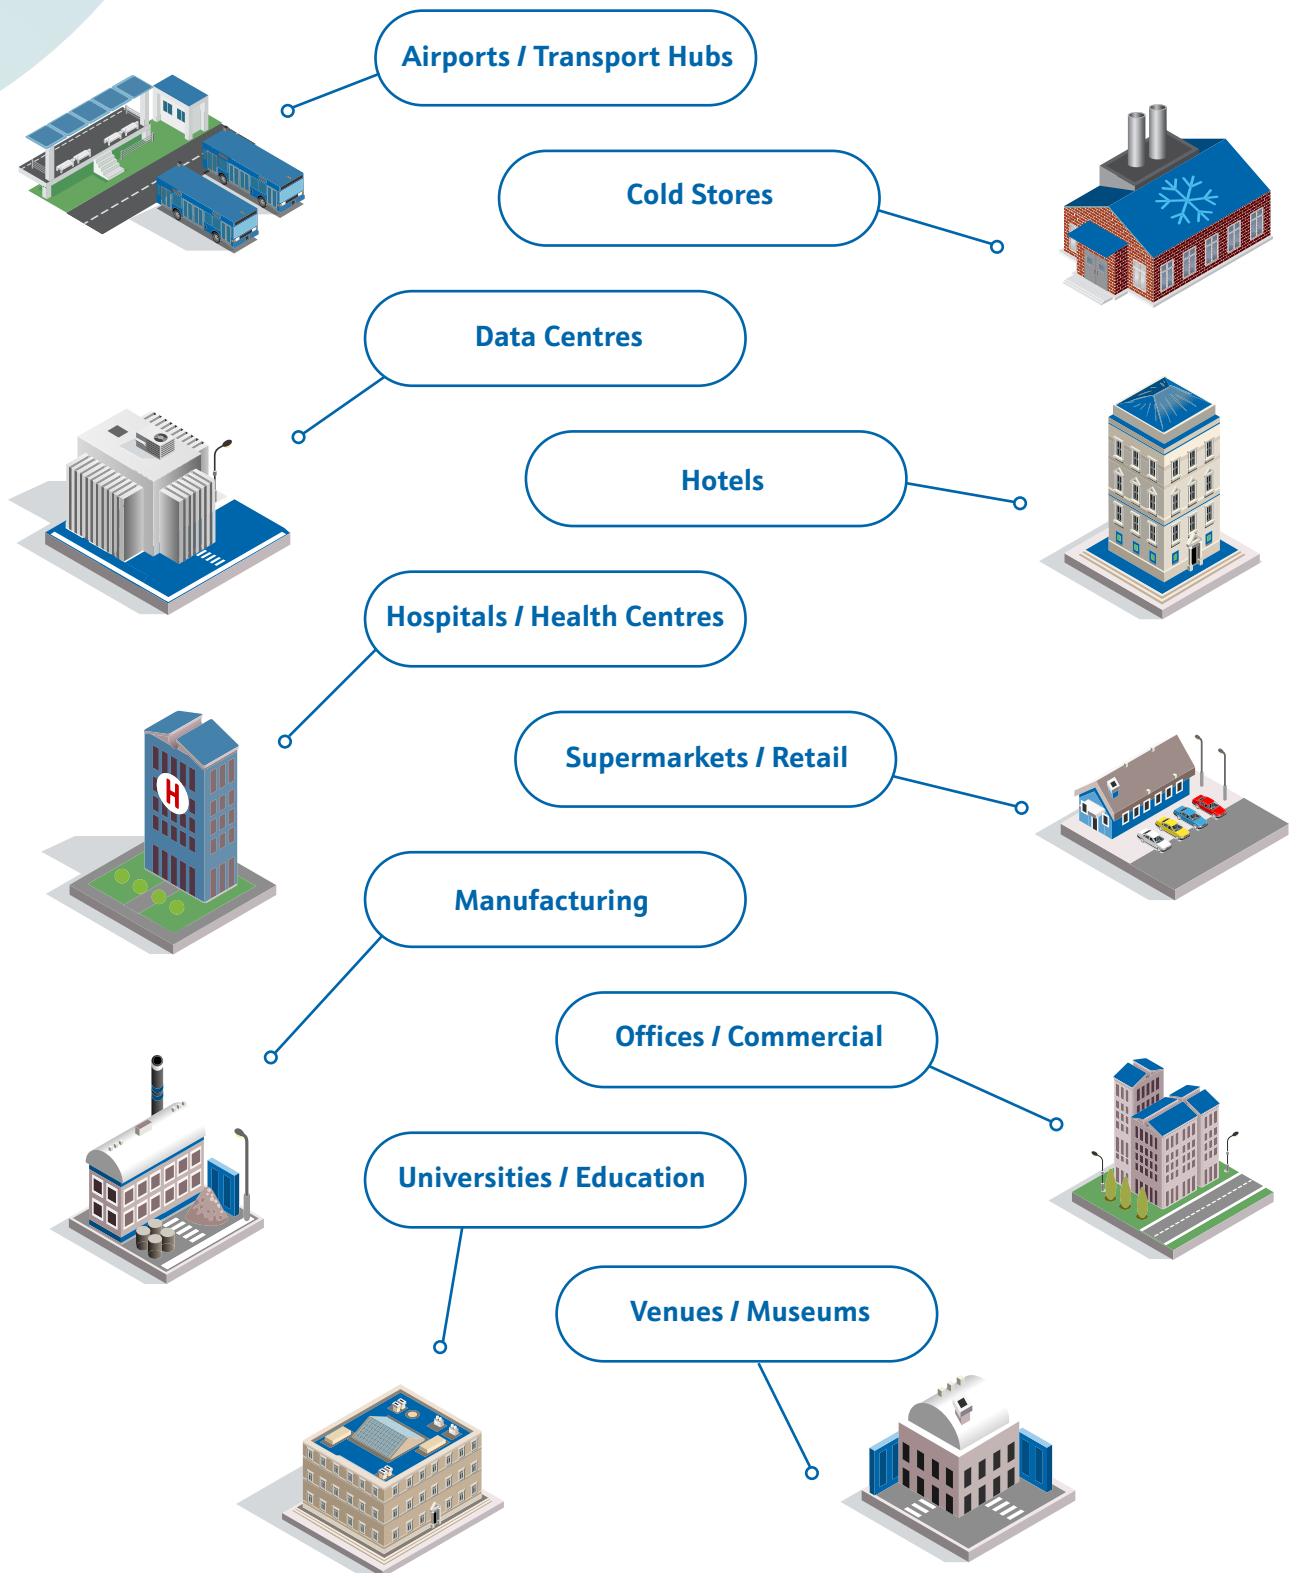 Airports / Transport Hubs
Cold Stores
Data Centres
Hotels
Hospitals / Health Centres
H
Supermarkets / Retail
Manufacturing
Offices / Commercial
Universities / Education
Venues / Museums